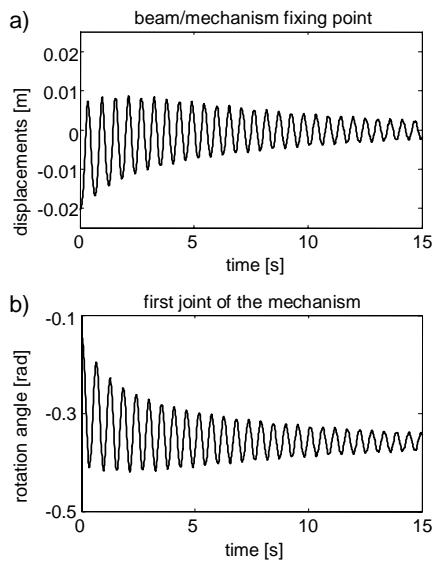 a)
beam/mechanism fixing point
displacements [m]
0.02
0.01
0
-0.01
-0.02
0
5
10
15
time [s]
b)
first joint of the mechanism
rotation angle [rad]
-0.1
-0.3
-0.5
0
5
10
15
time [s]